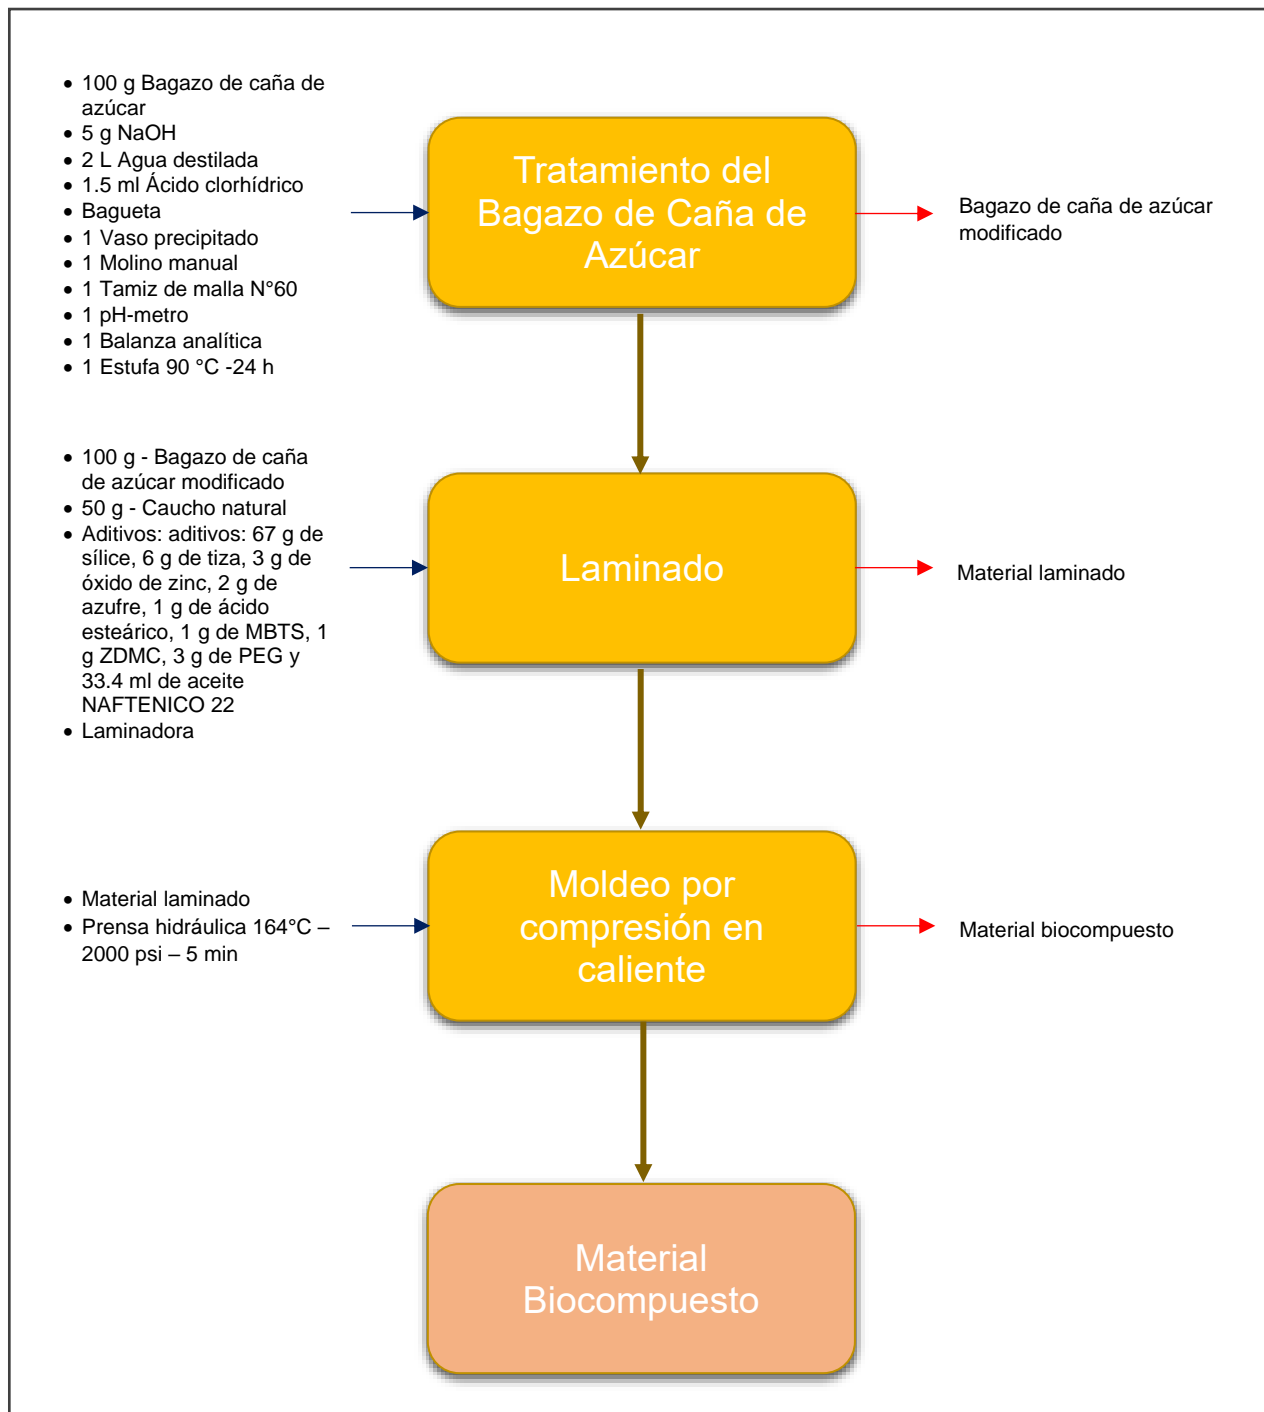 • 100 g Bagazo de caña de
azúcar
• 5 g NaOH
• 2 L Agua destilada
• 1.5 ml Ácido clorhídrico
• Bagueta
• 1 Vaso precipitado
• 1 Molino manual
• 1 Tamiz de malla N°60
• 1 pH-metro
• 1 Balanza analítica
• 1 Estufa 90 °C -24 h
Tratamiento del
Bagazo de Caña de
Azúcar
Bagazo de caña de azúcar
modificado
• 100 g - Bagazo de caña
de azúcar modificado
• 50 g - Caucho natural
• Aditivos: aditivos: 67 g de
sílice, 6 g de tiza, 3 g de
óxido de zinc, 2 g de
azufre, 1 g de ácido
esteárico, 1 g de MBTS, 1
g ZDMC, 3 g de PEG y
33.4 ml de aceite
NAFTENICO 22
• Laminadora
Laminado
Material laminado
• Material laminado
• Prensa hidráulica 164°C –
2000 psi – 5 min
Moldeo por
compresión en
caliente
Material biocompuesto
Material
Biocompuesto